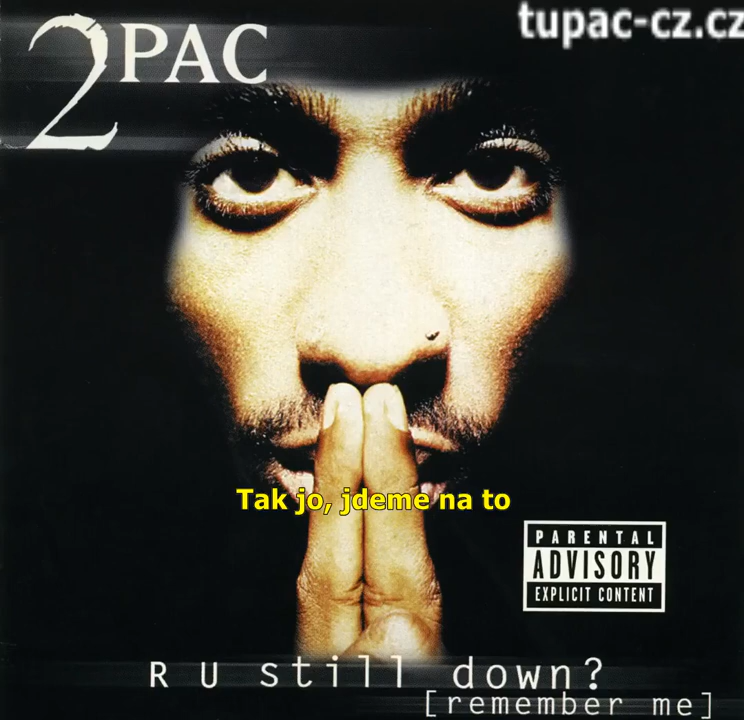 tupac-cz.cz
2PAC
Tak jo, jdeme na to
PARENTAL
ADVISORY
EXPLICIT CONTENT
R U still down?
[remember me]